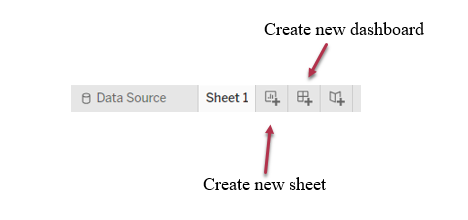 Create new dashboard
Data Source
Sheet 1
Create new sheet